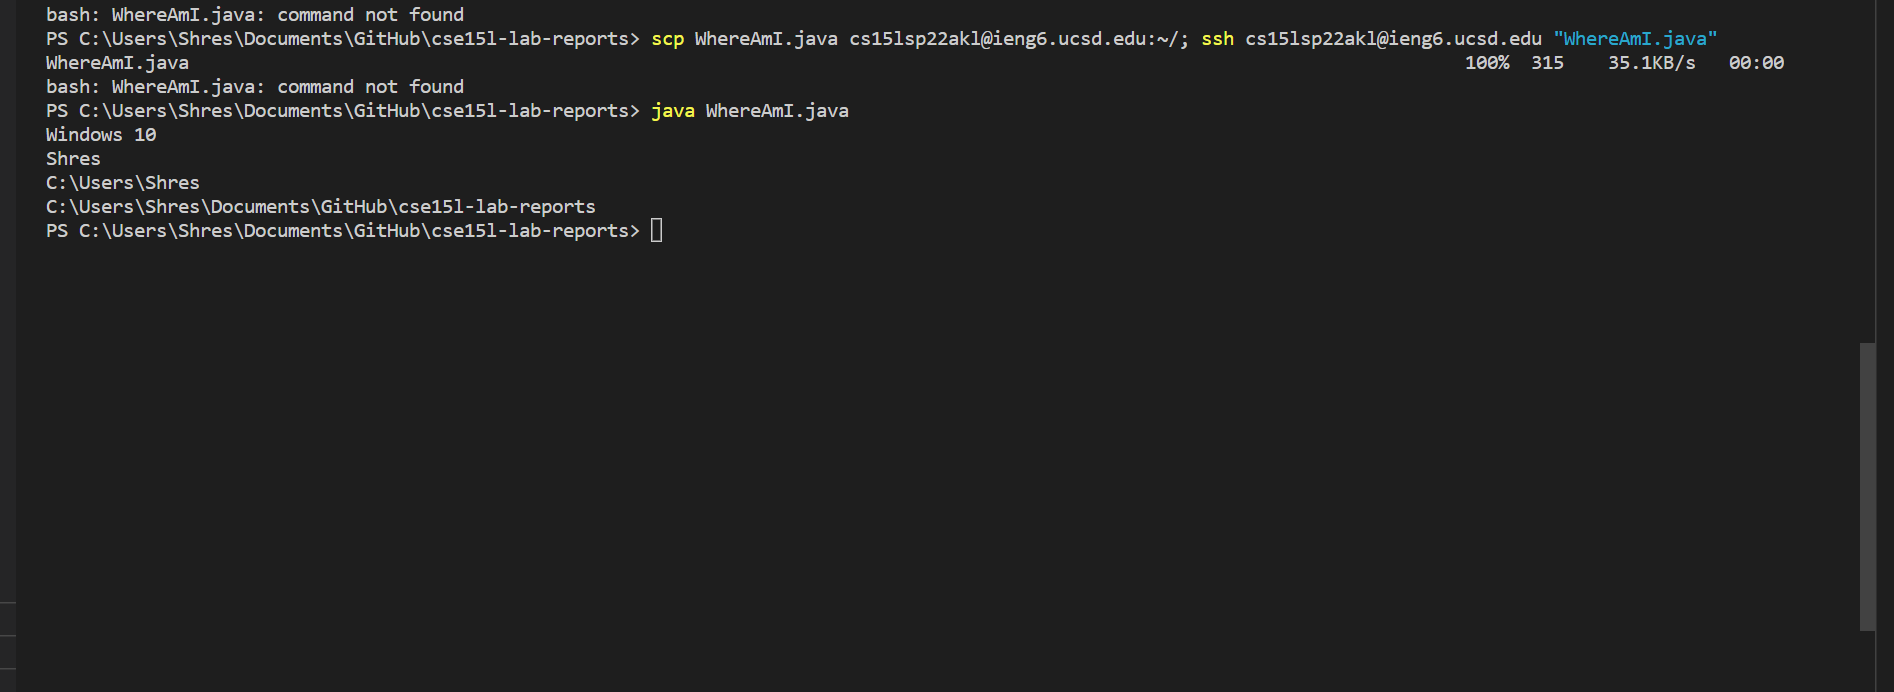 bash: WhereAmI.java: command not found
PS C:\Users\Shres\Documents\GitHub\cse15l-lab-reports> scp WhereAmI.java cs15lsp22akl@ieng6.ucsd.edu:~/; ssh cs15lsp22akl@ieng6.ucsd.edu "WhereAmI.java"
WhereAmI.java 100% 315 35.1KB/s 00:00
bash: WhereAmI.java: command not found
PS C:\Users\Shres\Documents\GitHub\cse15l-lab-reports> java WhereAmI.java
Windows 10
Shres
C:\Users\Shres
C:\Users\Shres\Documents\GitHub\cse15l-lab-reports
PS C:\Users\Shres\Documents\GitHub\cse15l-lab-reports>